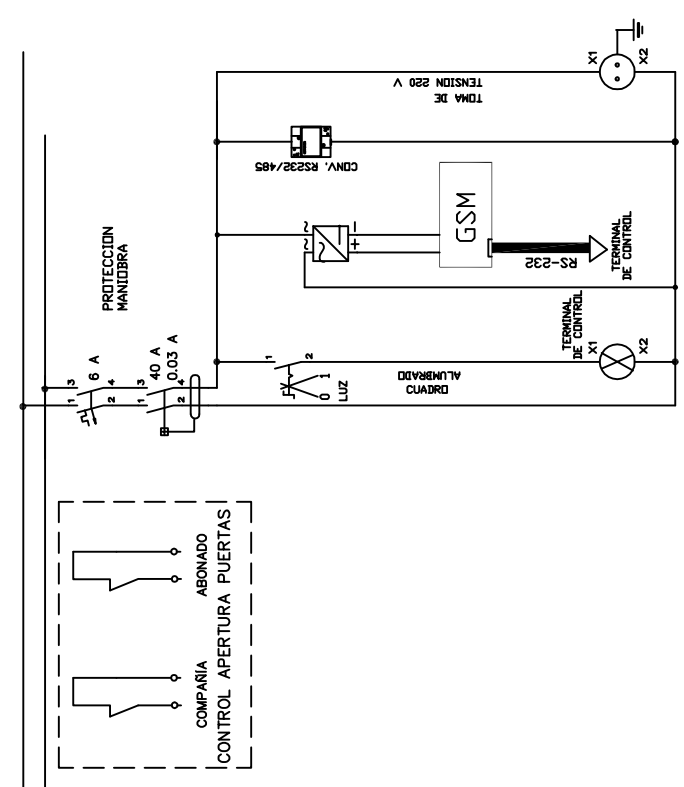 X1
X2
TOMA DE
TENSION 220 V
CONV. RS232/485
GSM
~
~
−
+
RS-232
TERMINAL
DE CONTROL
PROTECCION
MANIOBRA
6 A
3
4
1
2
40 A
0.03 A
3
4
1
2
1
2
0
1
LUZ
ALUMBRADO
CUADRO
TERMINAL
DE CONTROL
X1
X2
ABONADO
COMPAÑÍA
CONTROL APERTURA PUERTAS